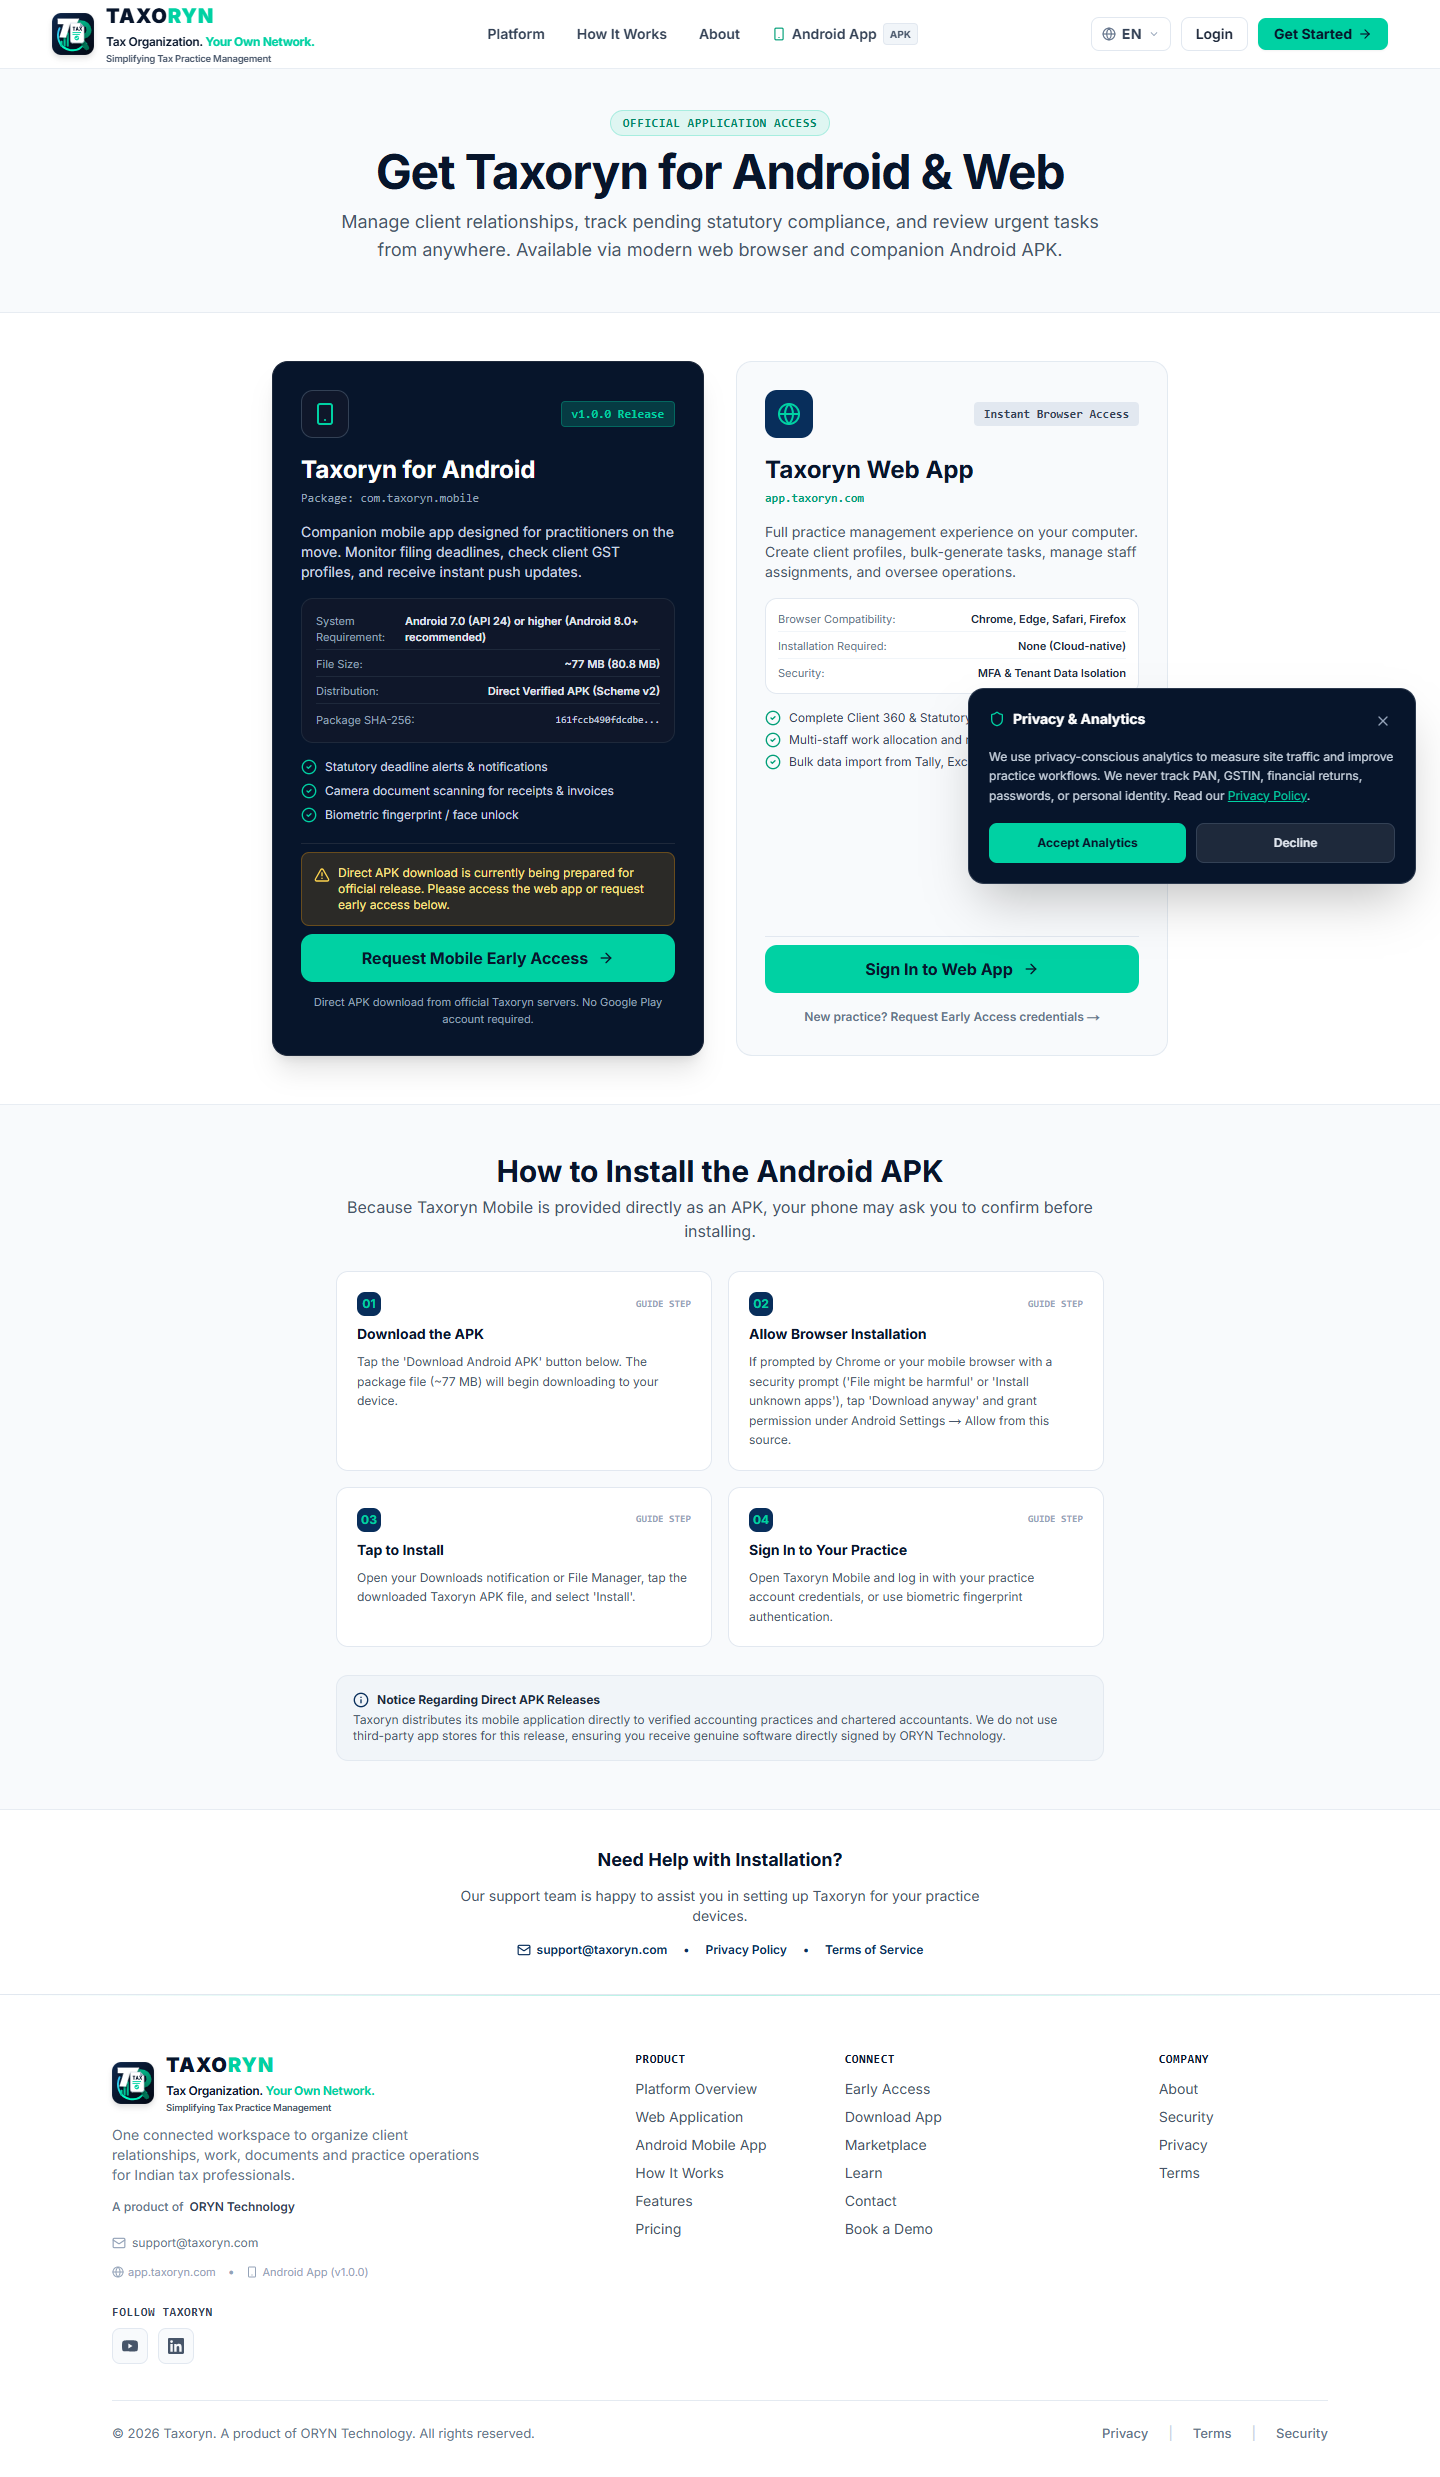 TAXORYN
Tax Organization. Your Own Network.
Simplifying Tax Practice Management
Platform
How It Works
About
Android App APK
EN
Login
Get Started →
OFFICIAL APPLICATION ACCESS
Get Taxoryn for Android & Web
Manage client relationships, track pending statutory compliance, and review urgent tasks
from anywhere. Available via modern web browser and companion Android APK.
v1.0.0 Release
Taxoryn for Android
Package: com.taxoryn.mobile
Companion mobile app designed for practitioners on the
move. Monitor filing deadlines, check client GST
profiles, and receive instant push updates.
System
Requirement:
Android 7.0 (API 24) or higher (Android 8.0+
recommended)
File Size: ~77 MB (80.8 MB)
Distribution: Direct Verified APK (Scheme v2)
Package SHA-256: 161fccb490fdcdbe...
Statutory deadline alerts & notifications
Camera document scanning for receipts & invoices
Biometric fingerprint / face unlock
Direct APK download is currently being prepared for
official release. Please access the web app or request
early access below.
Request Mobile Early Access →
Direct APK download from official Taxoryn servers. No Google Play
account required.
Instant Browser Access
Taxoryn Web App
app.taxoryn.com
Full practice management experience on your computer.
Create client profiles, bulk-generate tasks, manage staff
assignments, and oversee operations.
Browser Compatibility: Chrome, Edge, Safari, Firefox
Installation Required: None (Cloud-native)
Security: MFA & Tenant Data Isolation
Complete Client 360 & Statutory
Multi-staff work allocation and
Bulk data import from Tally,
Privacy & Analytics
We use privacy-conscious analytics to measure site traffic and improve
practice workflows. We never track PAN, GSTIN, financial returns,
passwords, or personal identity. Read our Privacy Policy.
Accept Analytics
Decline
Sign In to Web App →
New practice? Request Early Access credentials →
How to Install the Android APK
Because Taxoryn Mobile is provided directly as an APK, your phone may ask you to confirm before
installing.
01 GUIDE STEP
Download the APK
Tap the 'Download Android APK' button below. The
package file (~77 MB) will begin downloading to your
device.
02 GUIDE STEP
Allow Browser Installation
If prompted by Chrome or your mobile browser with a
security prompt ('File might be harmful' or 'Install
unknown apps'), tap 'Download anyway' and grant
permission under Android Settings → Allow from this
source.
03 GUIDE STEP
Tap to Install
Open your Downloads notification or File Manager, tap the
downloaded Taxoryn APK file, and select 'Install'.
04 GUIDE STEP
Sign In to Your Practice
Open Taxoryn Mobile and log in with your practice
account credentials, or use biometric fingerprint
authentication.
Notice Regarding Direct APK Releases
Taxoryn distributes its mobile application directly to verified accounting practices and chartered accountants. We do not use
third-party app stores for this release, ensuring you receive genuine software directly signed by ORYN Technology.
Need Help with Installation?
Our support team is happy to assist you in setting up Taxoryn for your practice
devices.
support@taxoryn.com • Privacy Policy • Terms of Service
TAXORYN
Tax Organization. Your Own Network.
Simplifying Tax Practice Management
One connected workspace to organize client
relationships, work, documents and practice operations
for Indian tax professionals.
A product of ORYN Technology
support@taxoryn.com
app.taxoryn.com • Android App (v1.0.0)
FOLLOW TAXORYN
PRODUCT
Platform Overview
Web Application
Android Mobile App
How It Works
Features
Pricing
CONNECT
Early Access
Download App
Marketplace
Learn
Contact
Book a Demo
COMPANY
About
Security
Privacy
Terms
© 2026 Taxoryn. A product of ORYN Technology. All rights reserved.
Privacy | Terms | Security